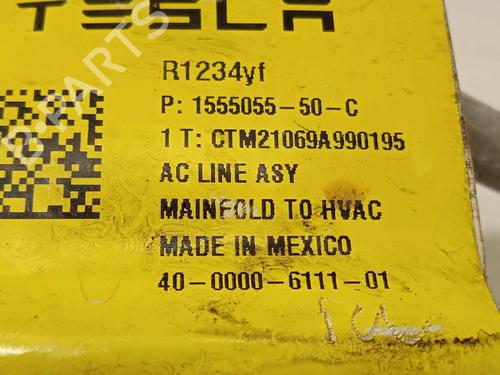 TESLA
R1234yf
P: 1555055-50-C
1 T: CTM21069A990195
AC LINE ASY
MAINFOLD TO HVAC
MADE IN MEXICO
40-0000-6111-01